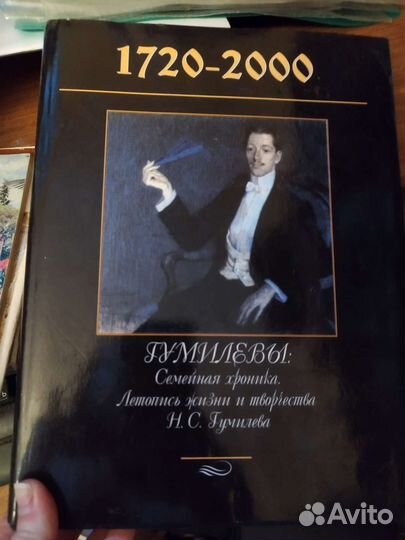 1720-2000
ГУМИЛЕВЫ:
Семейная хроника.
Летопись жизни и творчества
Н. С. Гумилева
Avito